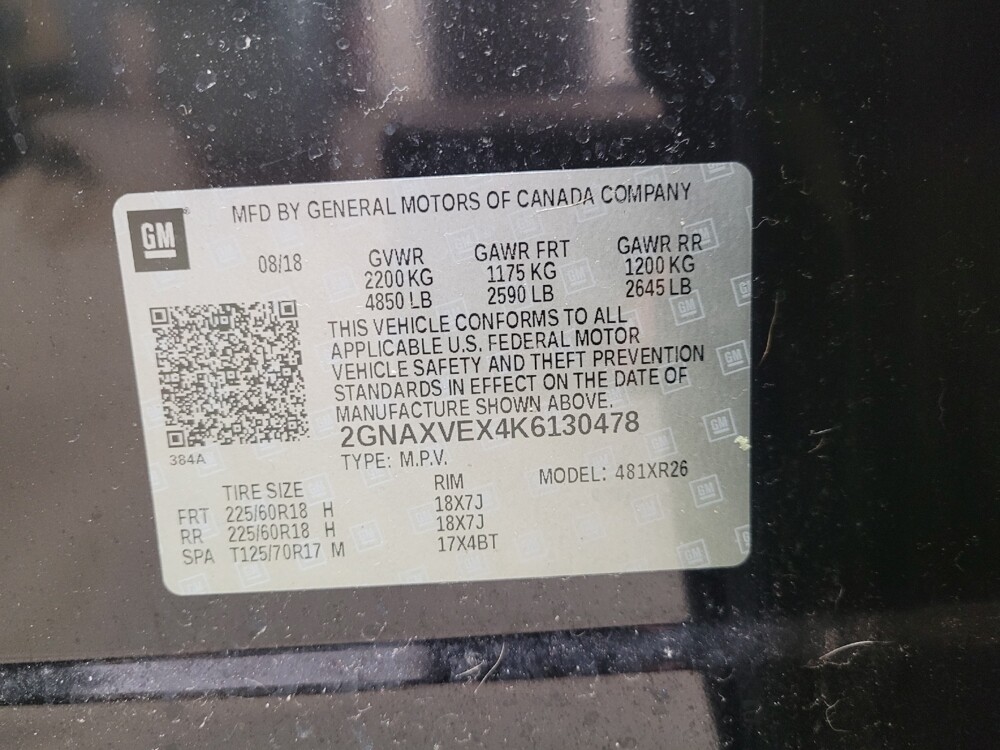 GM
MFD BY GENERAL MOTORS OF CANADA COMPANY
08/18
GVWR GAWR FRT GAWR RR
2200 KG 1175 KG 1200 KG
4850 LB 2590 LB 2645 LB
THIS VEHICLE CONFORMS TO ALL
APPLICABLE U.S. FEDERAL MOTOR
VEHICLE SAFETY AND THEFT PREVENTION
STANDARDS IN EFFECT ON THE DATE OF
MANUFACTURE SHOWN ABOVE.
2GNAXVEX4K6130478
384A
TYPE: M.P.V.
MODEL: 481XR26
TIRE SIZE RIM
FRT 225/60R18 H 18X7J
RR 225/60R18 H 18X7J
SPA T125/70R17 M 17X4BT